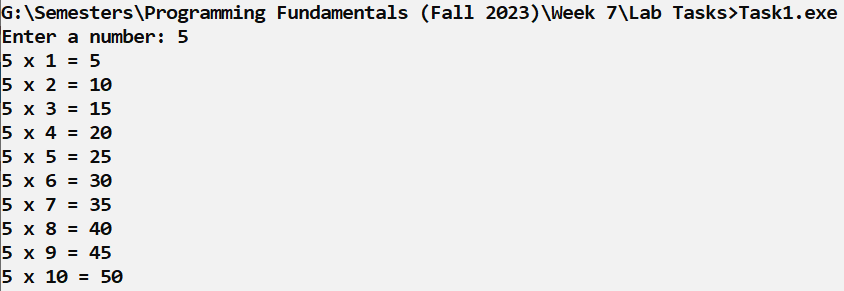 G:\Semesters\Programming Fundamentals (Fall 2023)\Week 7\Lab Tasks>Task1.exe
Enter a number: 5
5 x 1 = 5
5 x 2 = 10
5 x 3 = 15
5 x 4 = 20
5 x 5 = 25
5 x 6 = 30
5 x 7 = 35
5 x 8 = 40
5 x 9 = 45
5 x 10 = 50